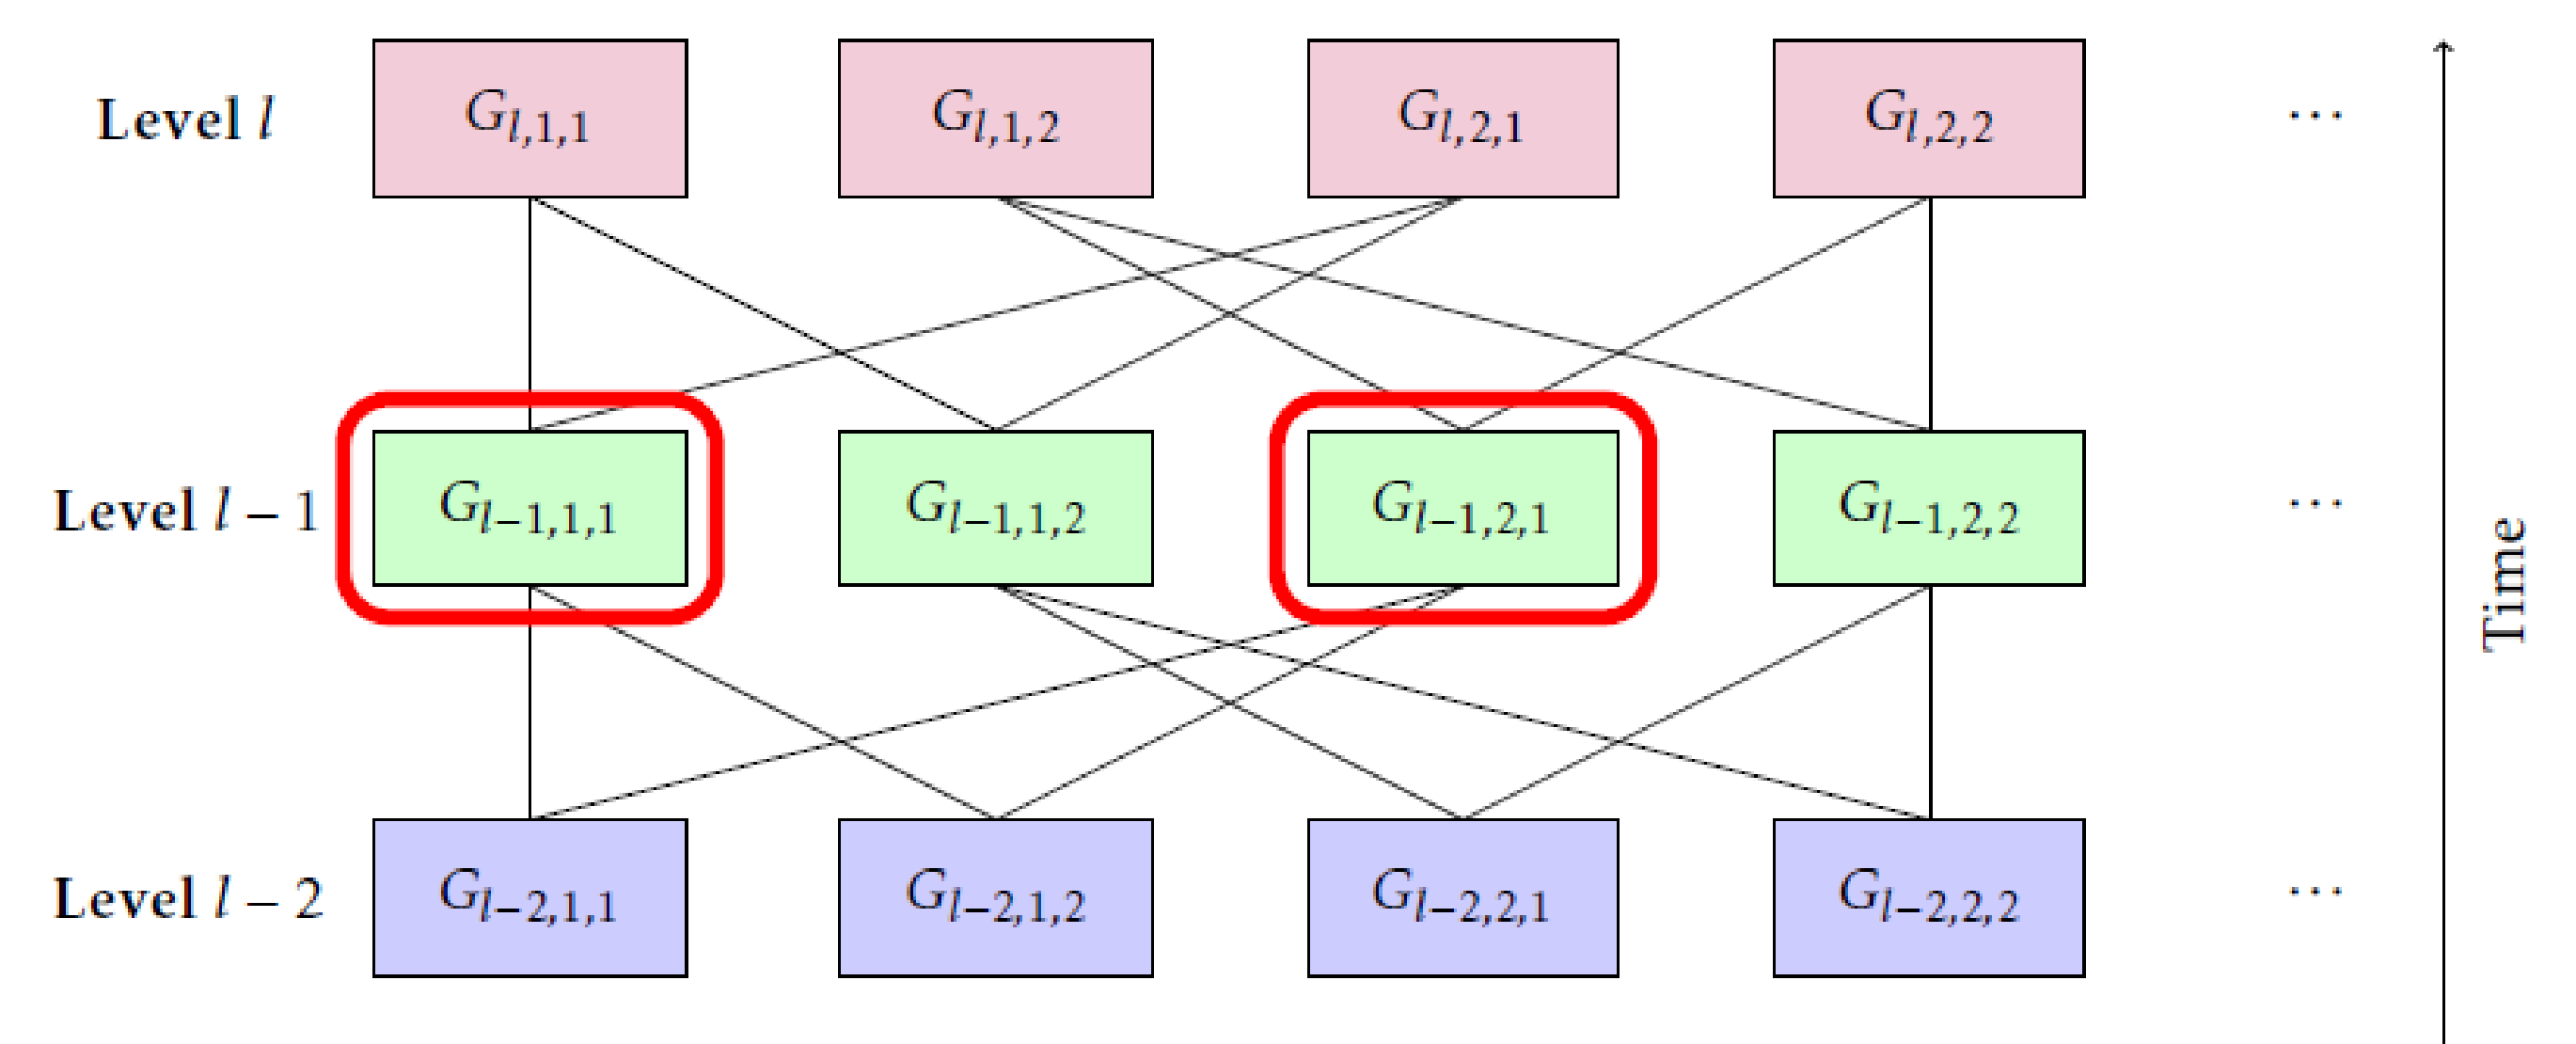 Level l G_{l,1,1} G_{l,1,2} G_{l,2,1} G_{l,2,2} ...
Level l − 1 G_{l−1,1,1} G_{l−1,1,2} G_{l−1,2,1} G_{l−1,2,2} ...
Level l − 2 G_{l−2,1,1} G_{l−2,1,2} G_{l−2,2,1} G_{l−2,2,2} ...
Time